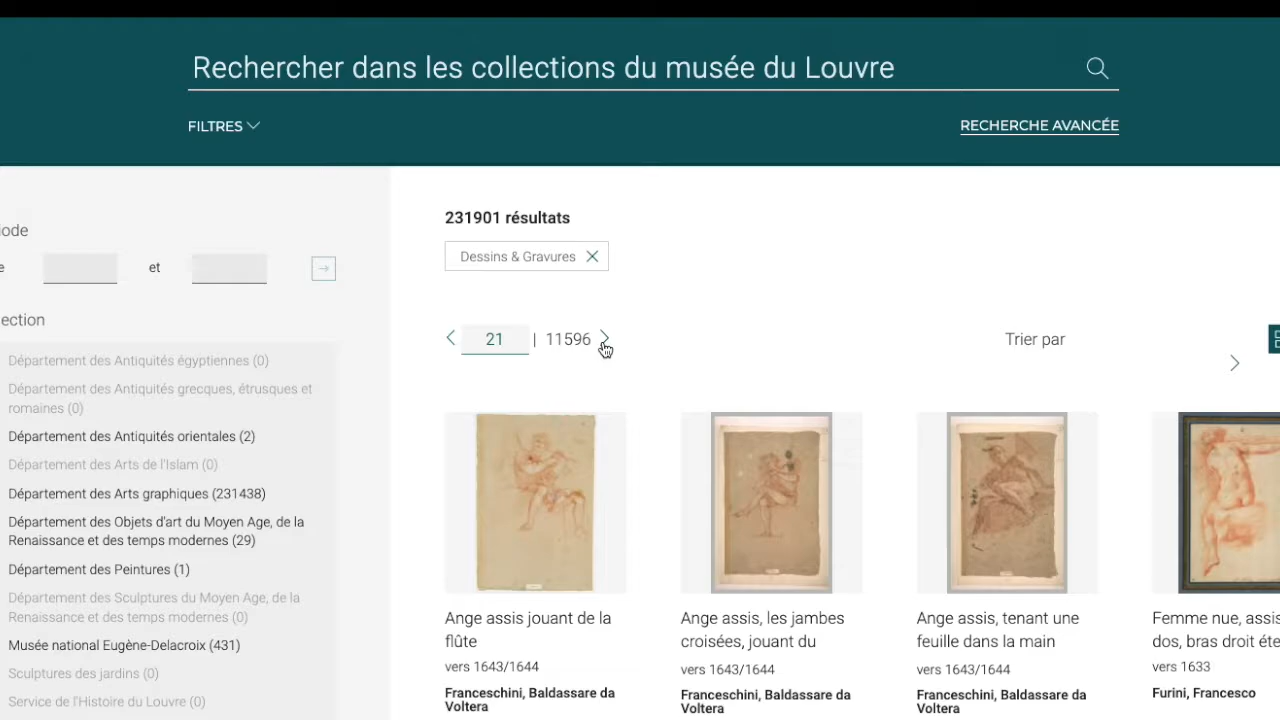 Rechercher dans les collections du musée du Louvre
FILTRES
RECHERCHE AVANCÉE
ode
e
et
ection
Département des Antiquités égyptiennes (0)
Département des Antiquités grecques, étrusques et
romaines (0)
Département des Antiquités orientales (2)
Département des Arts de l'Islam (0)
Département des Arts graphiques (231438)
Département des Objets d'art du Moyen Age, de la
Renaissance et des temps modernes (29)
Département des Peintures (1)
Département des Sculptures du Moyen Age, de la
Renaissance et des temps modernes (0)
Musée national Eugène-Delacroix (431)
Sculptures des jardins (0)
Service de l'Histoire du Louvre (0)
231901 résultats
Dessins & Gravures
21 | 11596
Trier par
Ange assis jouant de la
flûte
vers 1643/1644
Franceschini, Baldassare da
Voltera
Ange assis, les jambes
croisées, jouant du
vers 1643/1644
Franceschini, Baldassare da
Voltera
Ange assis, tenant une
feuille dans la main
vers 1643/1644
Franceschini, Baldassare da
Voltera
Femme nue, assis
dos, bras droit éte
vers 1633
Furini, Francesco